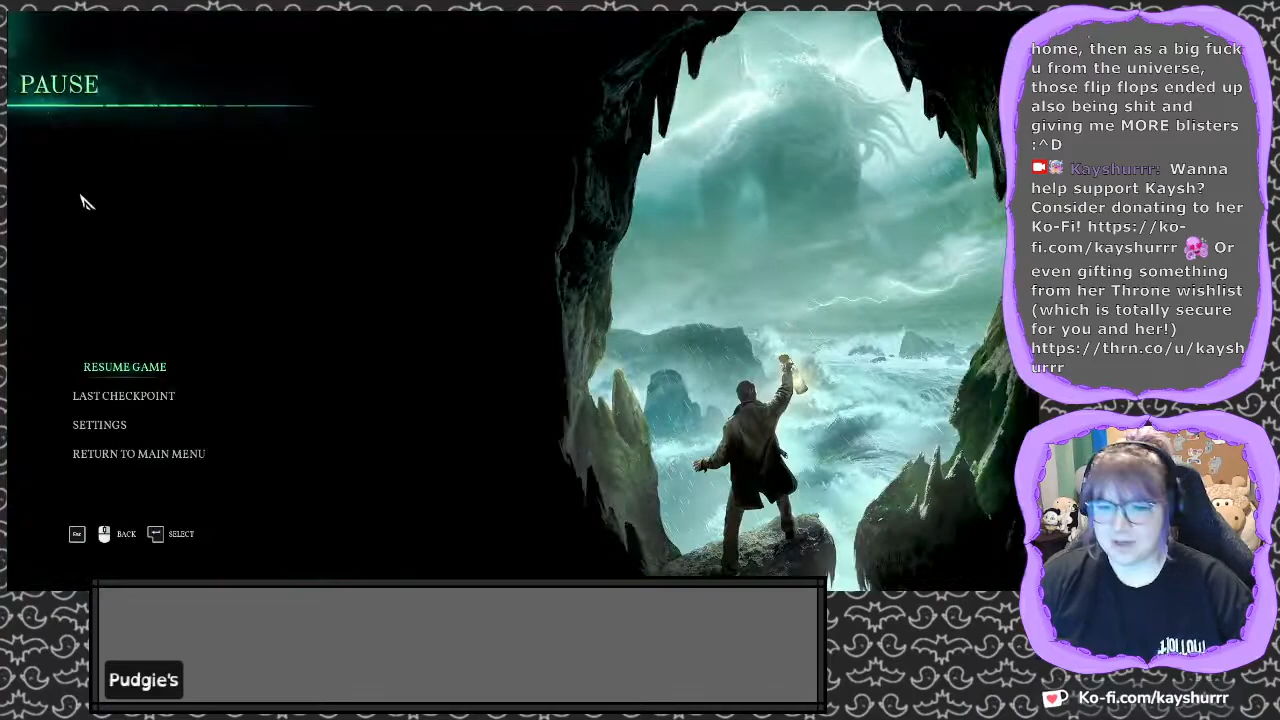 PAUSE
RESUME GAME
LAST CHECKPOINT
SETTINGS
RETURN TO MAIN MENU
Esc BACK SELECT
home, then as a big fuck
u from the universe,
those flip flops ended up
also being shit and
giving me MORE blisters
:^D
Kayshurrr: Wanna
help support Kaysh?
Consider donating to her
Ko-Fi! https://ko-
fi.com/kayshurrr Or
even gifting something
from her Throne wishlist
(which is totally secure
for you and her!)
https://thrn.co/u/kaysh
urrr
HOLLOW
Pudgie's
Ko-fi.com/kayshurrr